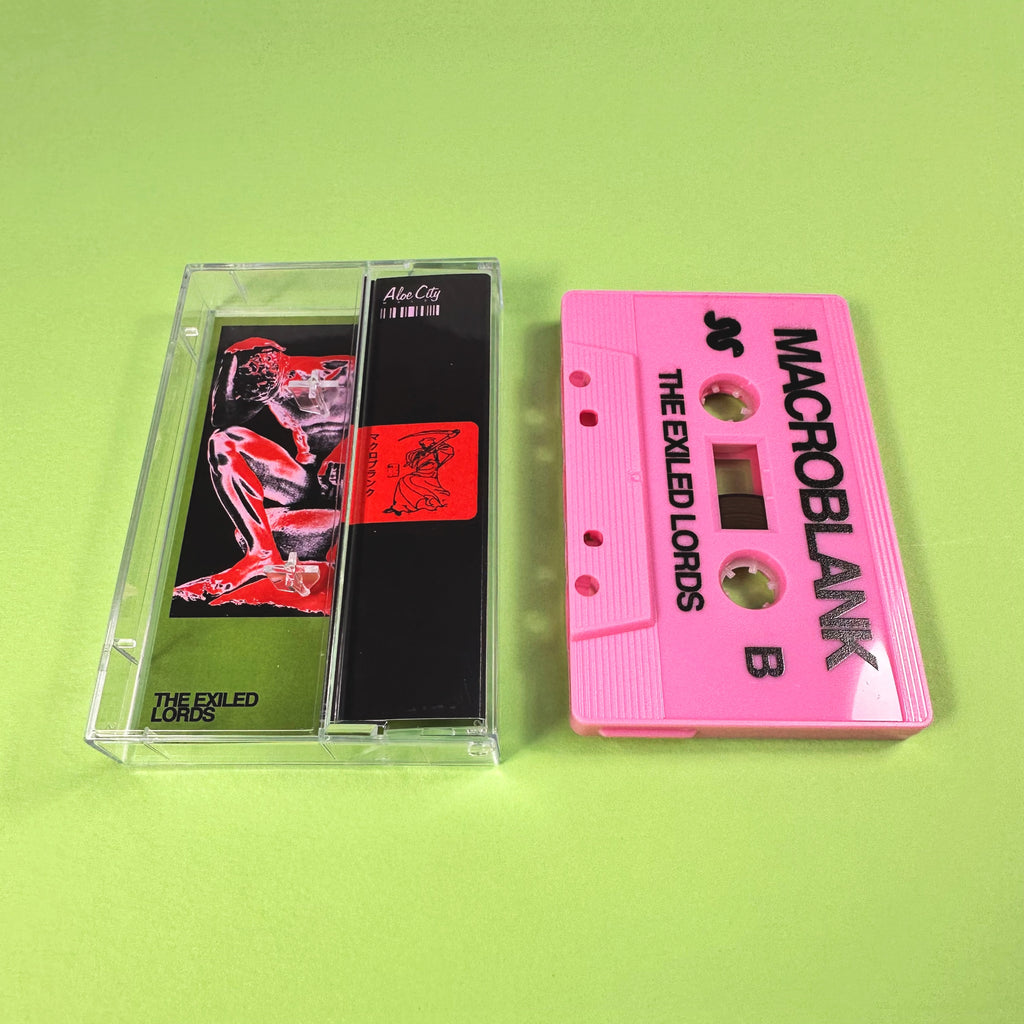 Aloe City
マクロブランク
THE EXILED
LORDS
MACROBLANK
THE EXILED LORDS
B